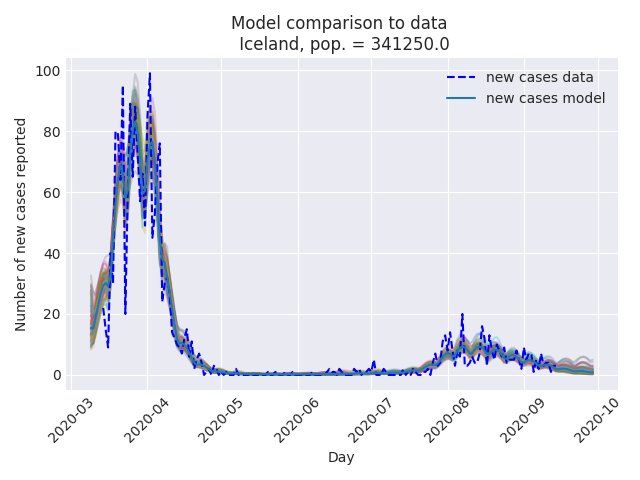 Model comparison to data
Iceland, pop. = 341250.0
new cases data
new cases model
Number of new cases reported
100
80
60
40
20
0
2020-03
2020-04
2020-05
2020-06
2020-07
2020-08
2020-09
2020-10
Day